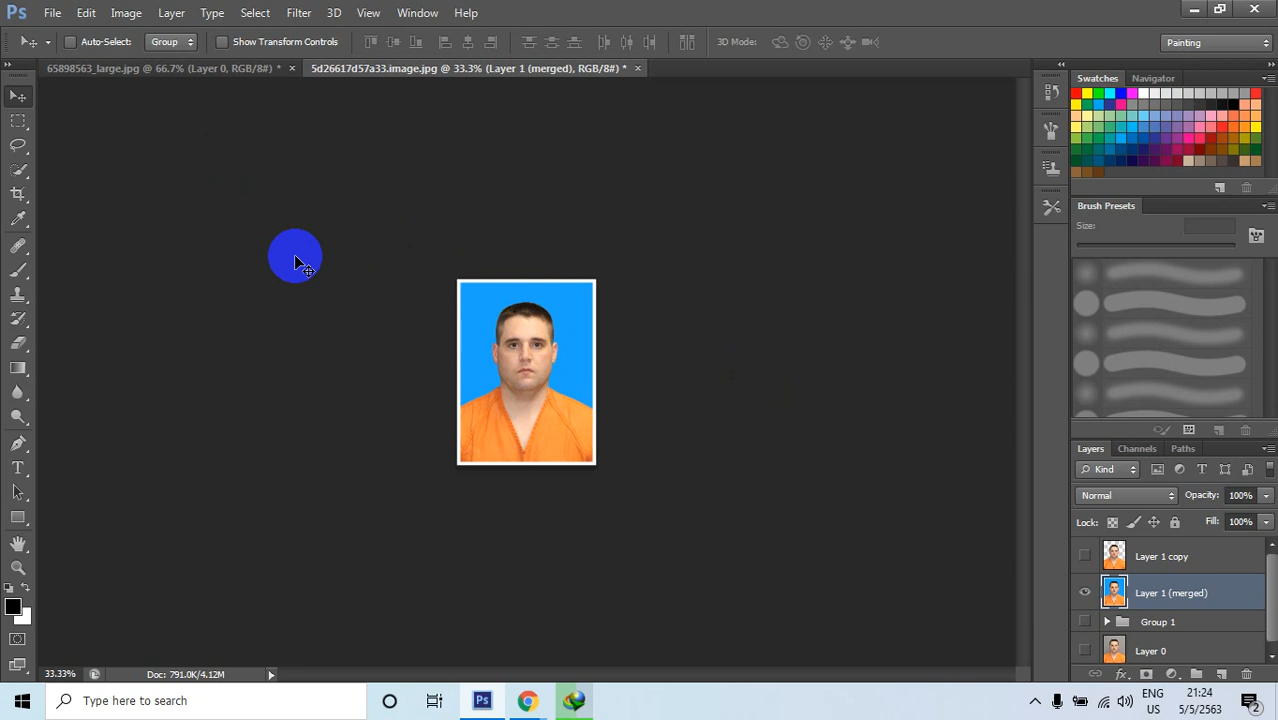 Ps File Edit Image Layer Type Select Filter 3D View Window Help
Auto-Select: Group Show Transform Controls 3D Mode: Painting
65898563_large.jpg @ 66.7% (Layer 0, RGB/8#) * × 5d26617d57a33.image.jpg @ 33.3% (Layer 1 (merged), RGB/8#) * ×
Swatches Navigator
Brush Presets
Size:
Layers Channels Paths
Kind
Normal Opacity: 100%
Lock: Fill: 100%
Layer 1 copy
Layer 1 (merged)
Group 1
Layer 0
33.33% Doc: 791.0K/4.12M
Type here to search
Ps
ENG
US
21:24
5/5/2563
2